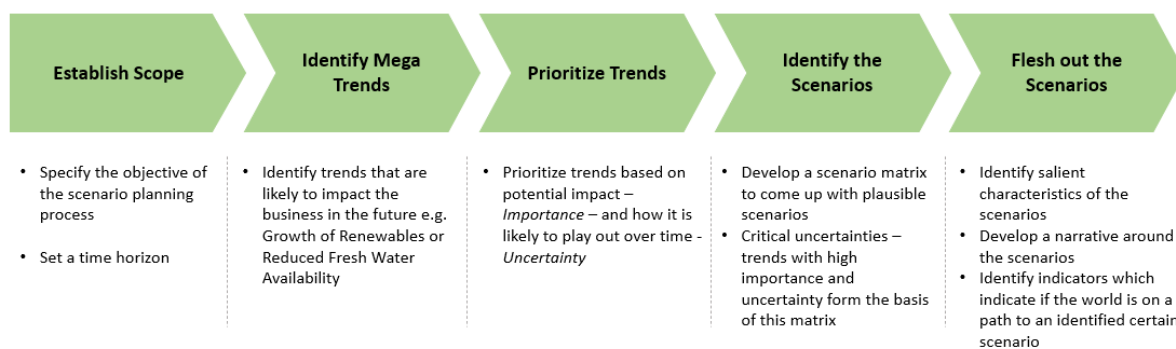 Establish Scope
Identify Mega
Trends
Prioritize Trends
Identify the
Scenarios
Flesh out the
Scenarios
• Specify the objective of
the scenario planning
process
• Set a time horizon
• Identify trends that are
likely to impact the
business in the future e.g.
Growth of Renewables or
Reduced Fresh Water
Availability
• Prioritize trends based on
potential impact –
Importance – and how it is
likely to play out over time -
Uncertainty
• Develop a scenario matrix
to come up with plausible
scenarios
• Critical uncertainties –
trends with high
importance and
uncertainty form the basis
of this matrix
• Identify salient
characteristics of the
scenarios
• Develop a narrative around
the scenarios
• Identify indicators which
indicate if the world is on a
path to an identified certain
scenario